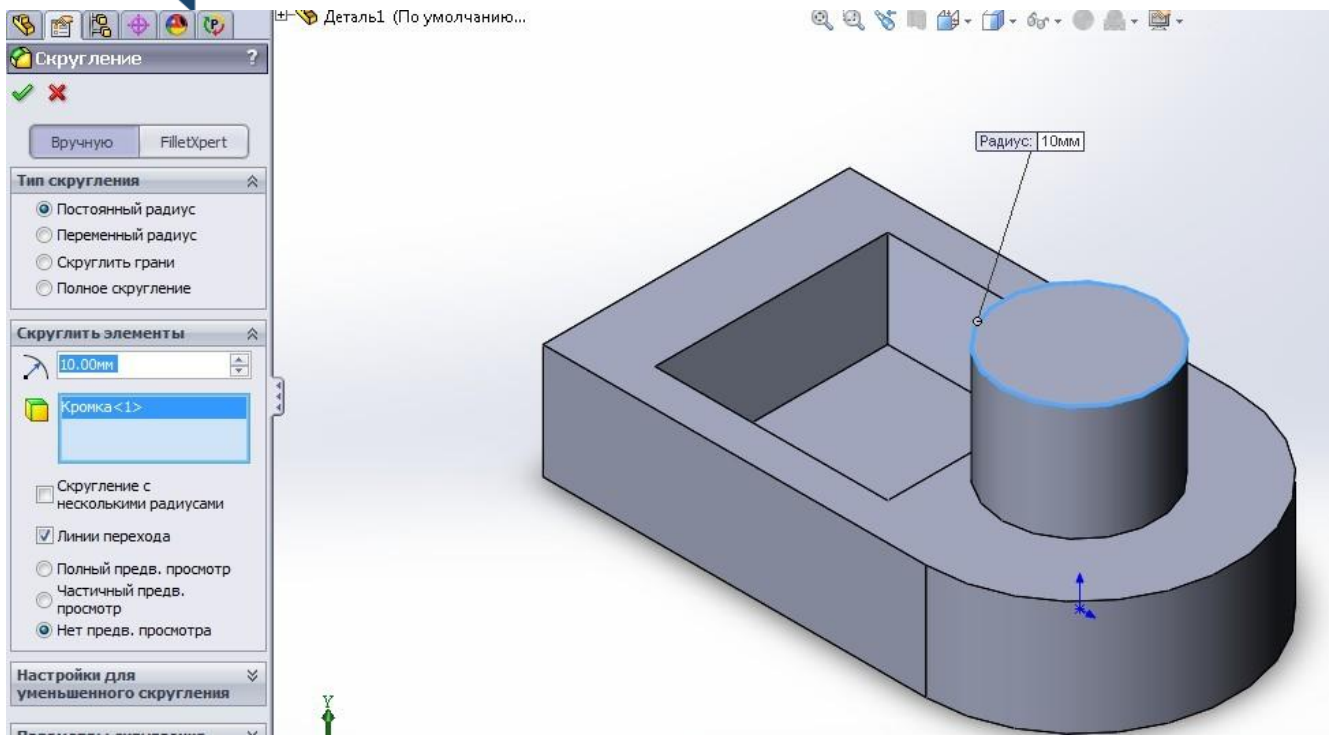 Деталь1 (По умолчанию...
Скругление ?
Вручную FilletXpert
Тип скругления
Постоянный радиус
Переменный радиус
Скруглить грани
Полное скругление
Скруглить элементы
10.00мм
Кромка<1>
Скругление с
несколькими радиусами
Линии перехода
Полный предв. просмотр
Частичный предв.
просмотр
Нет предв. просмотра
Настройки для
уменьшенного скругления
Радиус: 10мм
Y